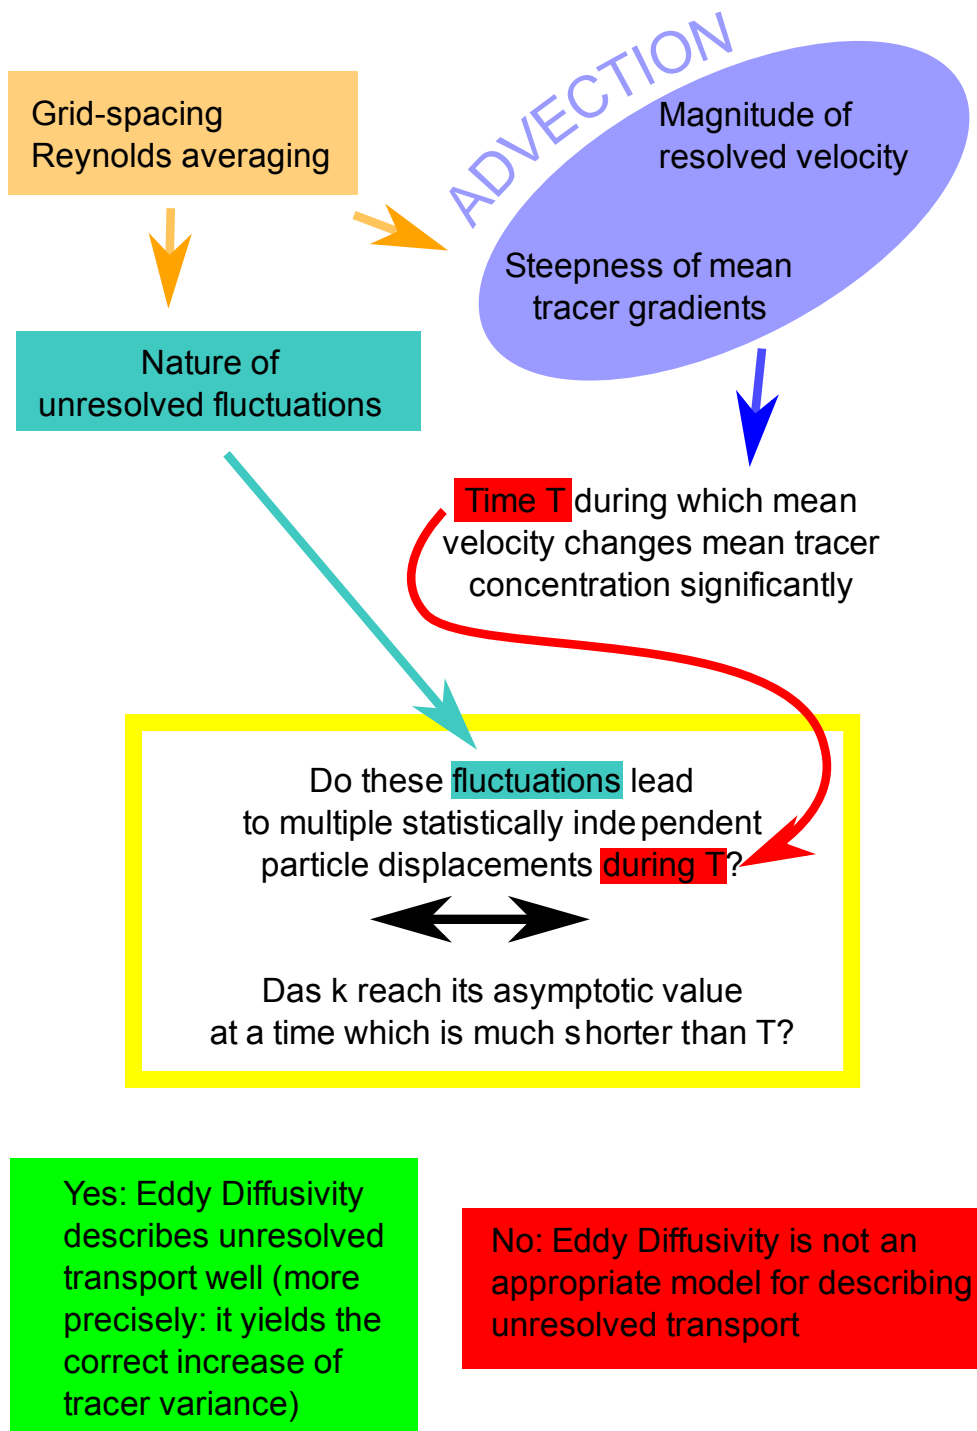 Grid-spacing
Reynolds averaging
ADVECTION
Magnitude of
resolved velocity
Steepness of mean
tracer gradients
Nature of
unresolved fluctuations
Time T during which mean
velocity changes mean tracer
concentration significantly
Do these fluctuations lead
to multiple statistically independent
particle displacements during T?
Das k reach its asymptotic value
at a time which is much shorter than T?
Yes: Eddy Diffusivity
describes unresolved
transport well (more
precisely: it yields the
correct increase of
tracer variance)
No: Eddy Diffusivity is not an
appropriate model for describing
unresolved transport